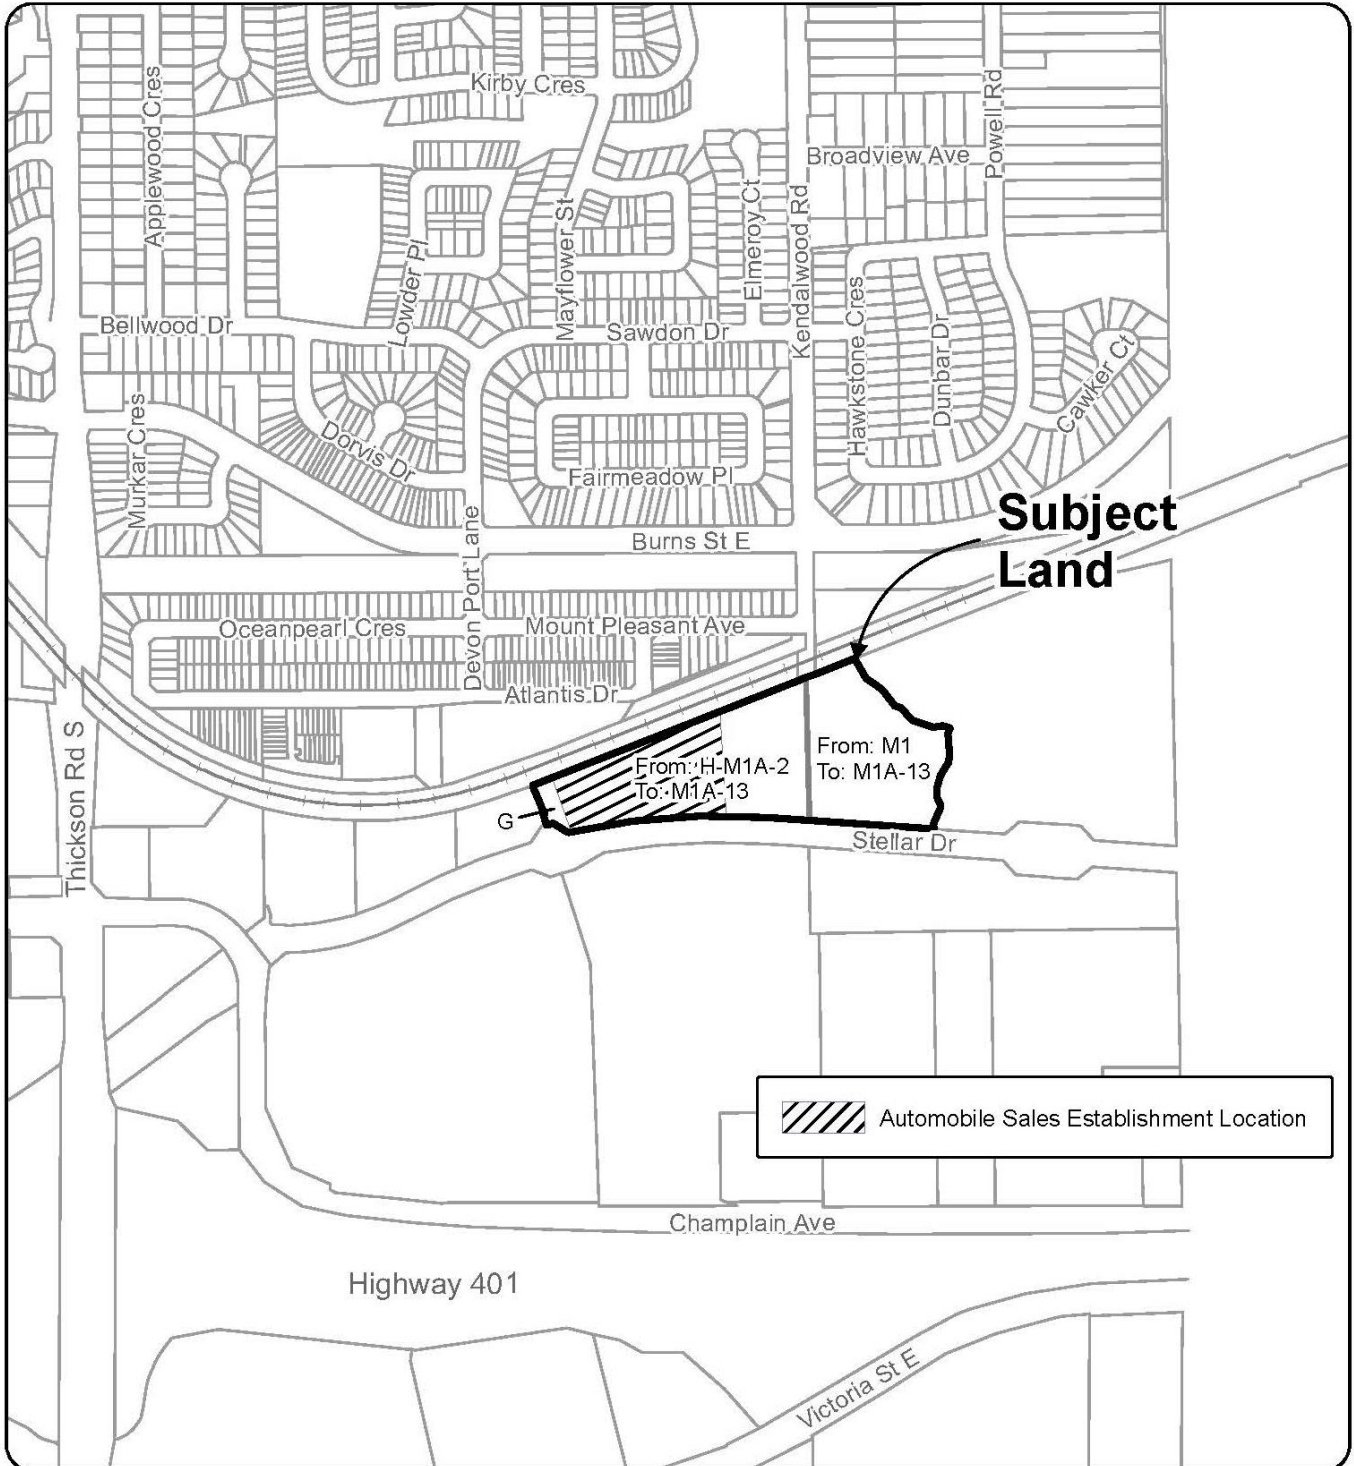 Kirby Cres
Applewood Cres
Powell Rd
Broadview Ave
Elmeroy Ct
Kendalwood Rd
Mayflower St
Lowder Pl
Bellwood Dr
Sawdon Dr
Hawkstone Cres
Dunbar Dr
Cawker Ct
Murkar Cres
Dorvis Dr
Fairmeadow Pl
Subject
Land
Burns St E
Devon Port Lane
Oceanpearl Cres
Mount Pleasant Ave
Atlantis Dr
Thickson Rd S
From: M1
To: M1A-13
From: H-M1A-2
To: M1A-13
G
Stellar Dr
Automobile Sales Establishment Location
Champlain Ave
Highway 401
Victoria St E